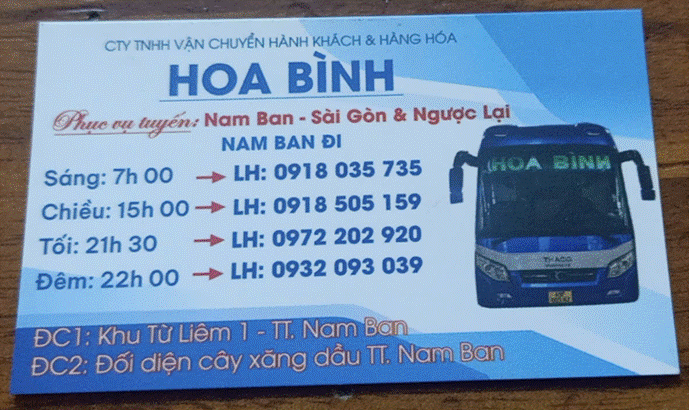 CTY TNHH VẬN CHUYỂN HÀNH KHÁCH & HÀNG HÓA
HOA BÌNH
Phục vụ tuyến: Nam Ban - Sài Gòn & Ngược Lại
NAM BAN ĐI
Sáng: 7h 00 → LH: 0918 035 735
Chiều: 15h 00 → LH: 0918 505 159
Tối: 21h 30 → LH: 0972 202 920
Đêm: 22h 00 → LH: 0932 093 039
HOA BÌNH
THACO
ĐC1: Khu Từ Liêm 1 - TT. Nam Ban
ĐC2: Đối diện cây xăng dầu TT. Nam Ban